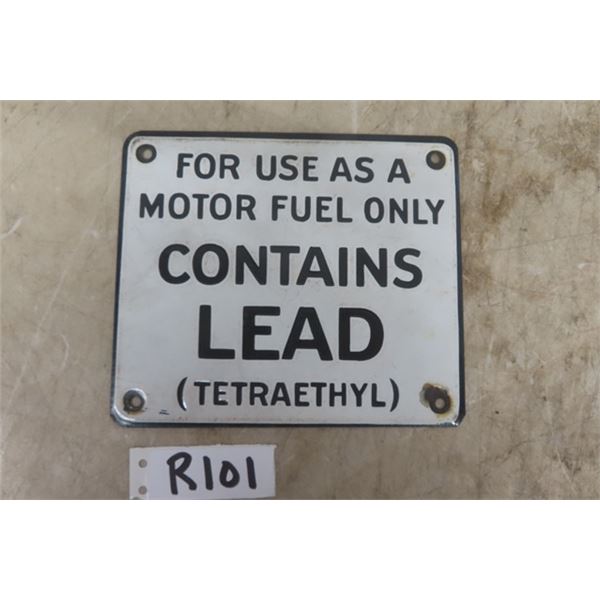 FOR USE AS A
MOTOR FUEL ONLY
CONTAINS
LEAD
(TETRAETHYL)
R101